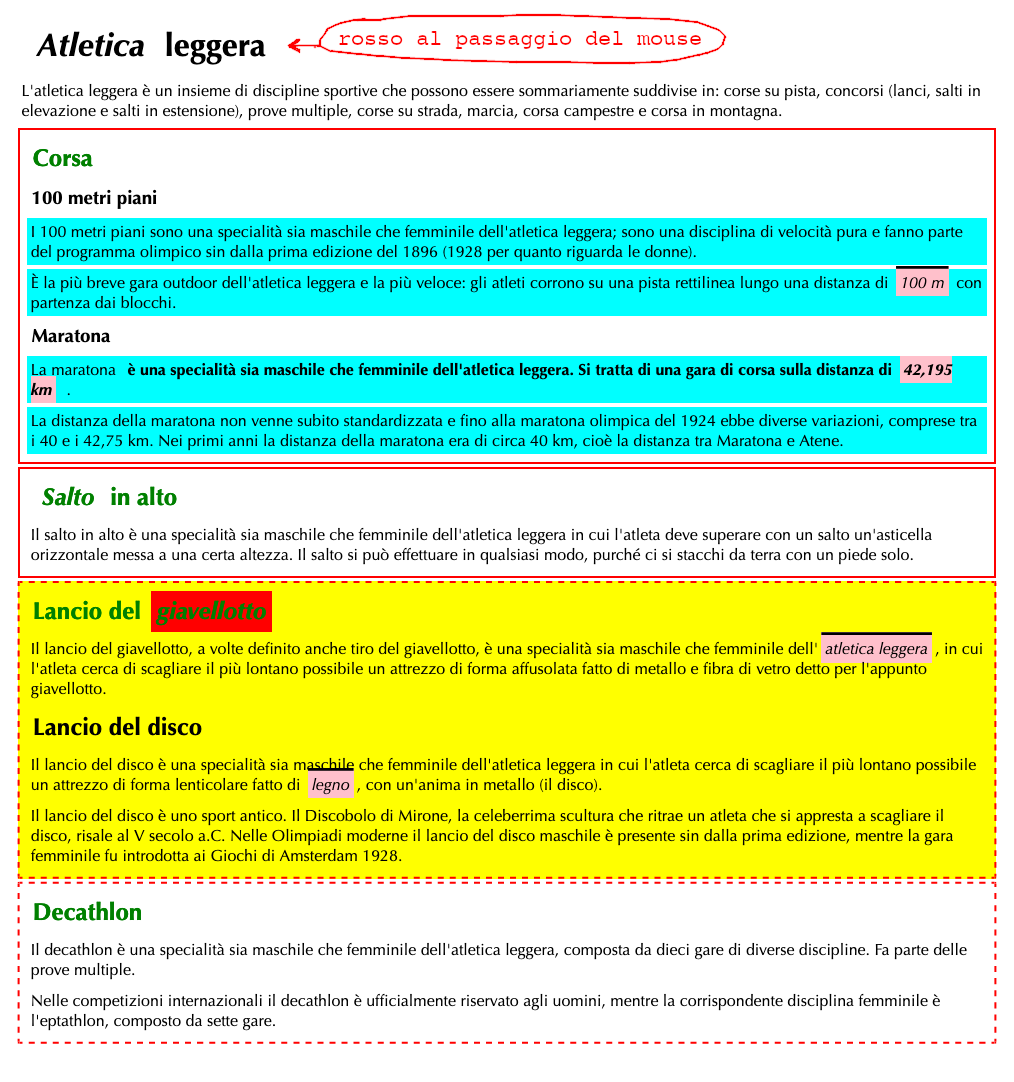 Atletica leggera
rosso al passaggio del mouse
L'atletica leggera è un insieme di discipline sportive che possono essere sommariamente suddivise in: corse su pista, concorsi (lanci, salti in
elevazione e salti in estensione), prove multiple, corse su strada, marcia, corsa campestre e corsa in montagna.
Corsa
100 metri piani
I 100 metri piani sono una specialità sia maschile che femminile dell'atletica leggera; sono una disciplina di velocità pura e fanno parte
del programma olimpico sin dalla prima edizione del 1896 (1928 per quanto riguarda le donne).
È la più breve gara outdoor dell'atletica leggera e la più veloce: gli atleti corrono su una pista rettilinea lungo una distanza di 100 m con
partenza dai blocchi.
Maratona
La maratona è una specialità sia maschile che femminile dell'atletica leggera. Si tratta di una gara di corsa sulla distanza di 42,195
km .
La distanza della maratona non venne subito standardizzata e fino alla maratona olimpica del 1924 ebbe diverse variazioni, comprese tra
i 40 e i 42,75 km. Nei primi anni la distanza della maratona era di circa 40 km, cioè la distanza tra Maratona e Atene.
Salto in alto
Il salto in alto è una specialità sia maschile che femminile dell'atletica leggera in cui l'atleta deve superare con un salto un'asticella
orizzontale messa a una certa altezza. Il salto si può effettuare in qualsiasi modo, purché ci si stacchi da terra con un piede solo.
Lancio del giavellotto
Il lancio del giavellotto, a volte definito anche tiro del giavellotto, è una specialità sia maschile che femminile dell' atletica leggera , in cui
l'atleta cerca di scagliare il più lontano possibile un attrezzo di forma affusolata fatto di metallo e fibra di vetro detto per l'appunto
giavellotto.
Lancio del disco
Il lancio del disco è una specialità sia maschile che femminile dell'atletica leggera in cui l'atleta cerca di scagliare il più lontano possibile
un attrezzo di forma lenticolare fatto di legno , con un'anima in metallo (il disco).
Il lancio del disco è uno sport antico. Il Discobolo di Mirone, la celeberrima scultura che ritrae un atleta che si appresta a scagliare il
disco, risale al V secolo a.C. Nelle Olimpiadi moderne il lancio del disco maschile è presente sin dalla prima edizione, mentre la gara
femminile fu introdotta ai Giochi di Amsterdam 1928.
Decathlon
Il decathlon è una specialità sia maschile che femminile dell'atletica leggera, composta da dieci gare di diverse discipline. Fa parte delle
prove multiple.
Nelle competizioni internazionali il decathlon è ufficialmente riservato agli uomini, mentre la corrispondente disciplina femminile è
l'eptathlon, composto da sette gare.